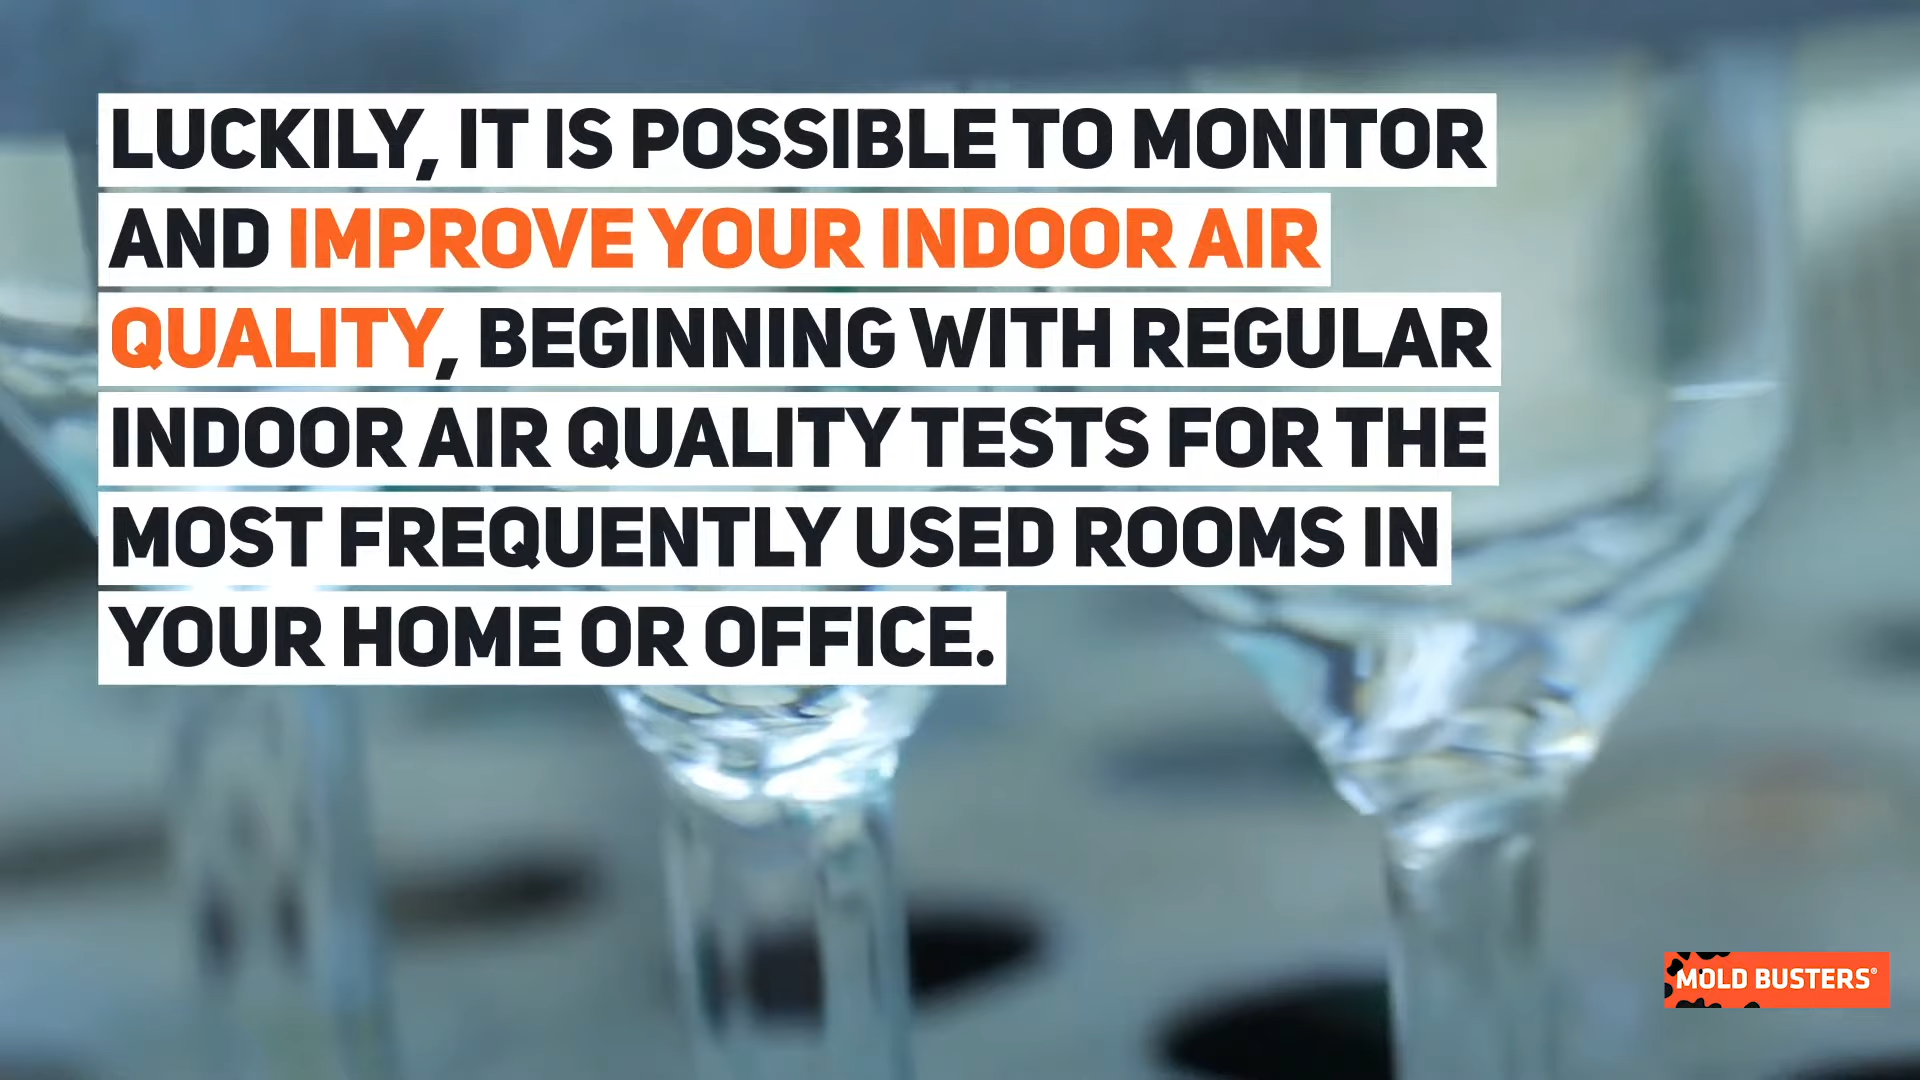 LUCKILY, IT IS POSSIBLE TO MONITOR
AND IMPROVE YOUR INDOOR AIR
QUALITY, BEGINNING WITH REGULAR
INDOOR AIR QUALITY TESTS FOR THE
MOST FREQUENTLY USED ROOMS IN
YOUR HOME OR OFFICE.
MOLD BUSTERS®